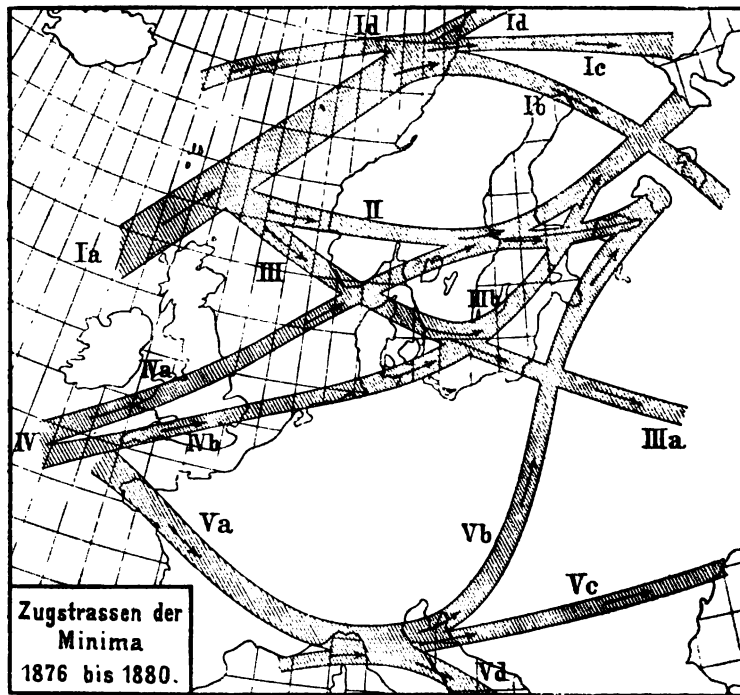 Id
Id
Ic
Ib
II
Ia
III
IIIb
IVa
IV
IVb
IIIa
Va
Vb
Vc
Vd
Zugstrassen der
Minima
1876 bis 1880.